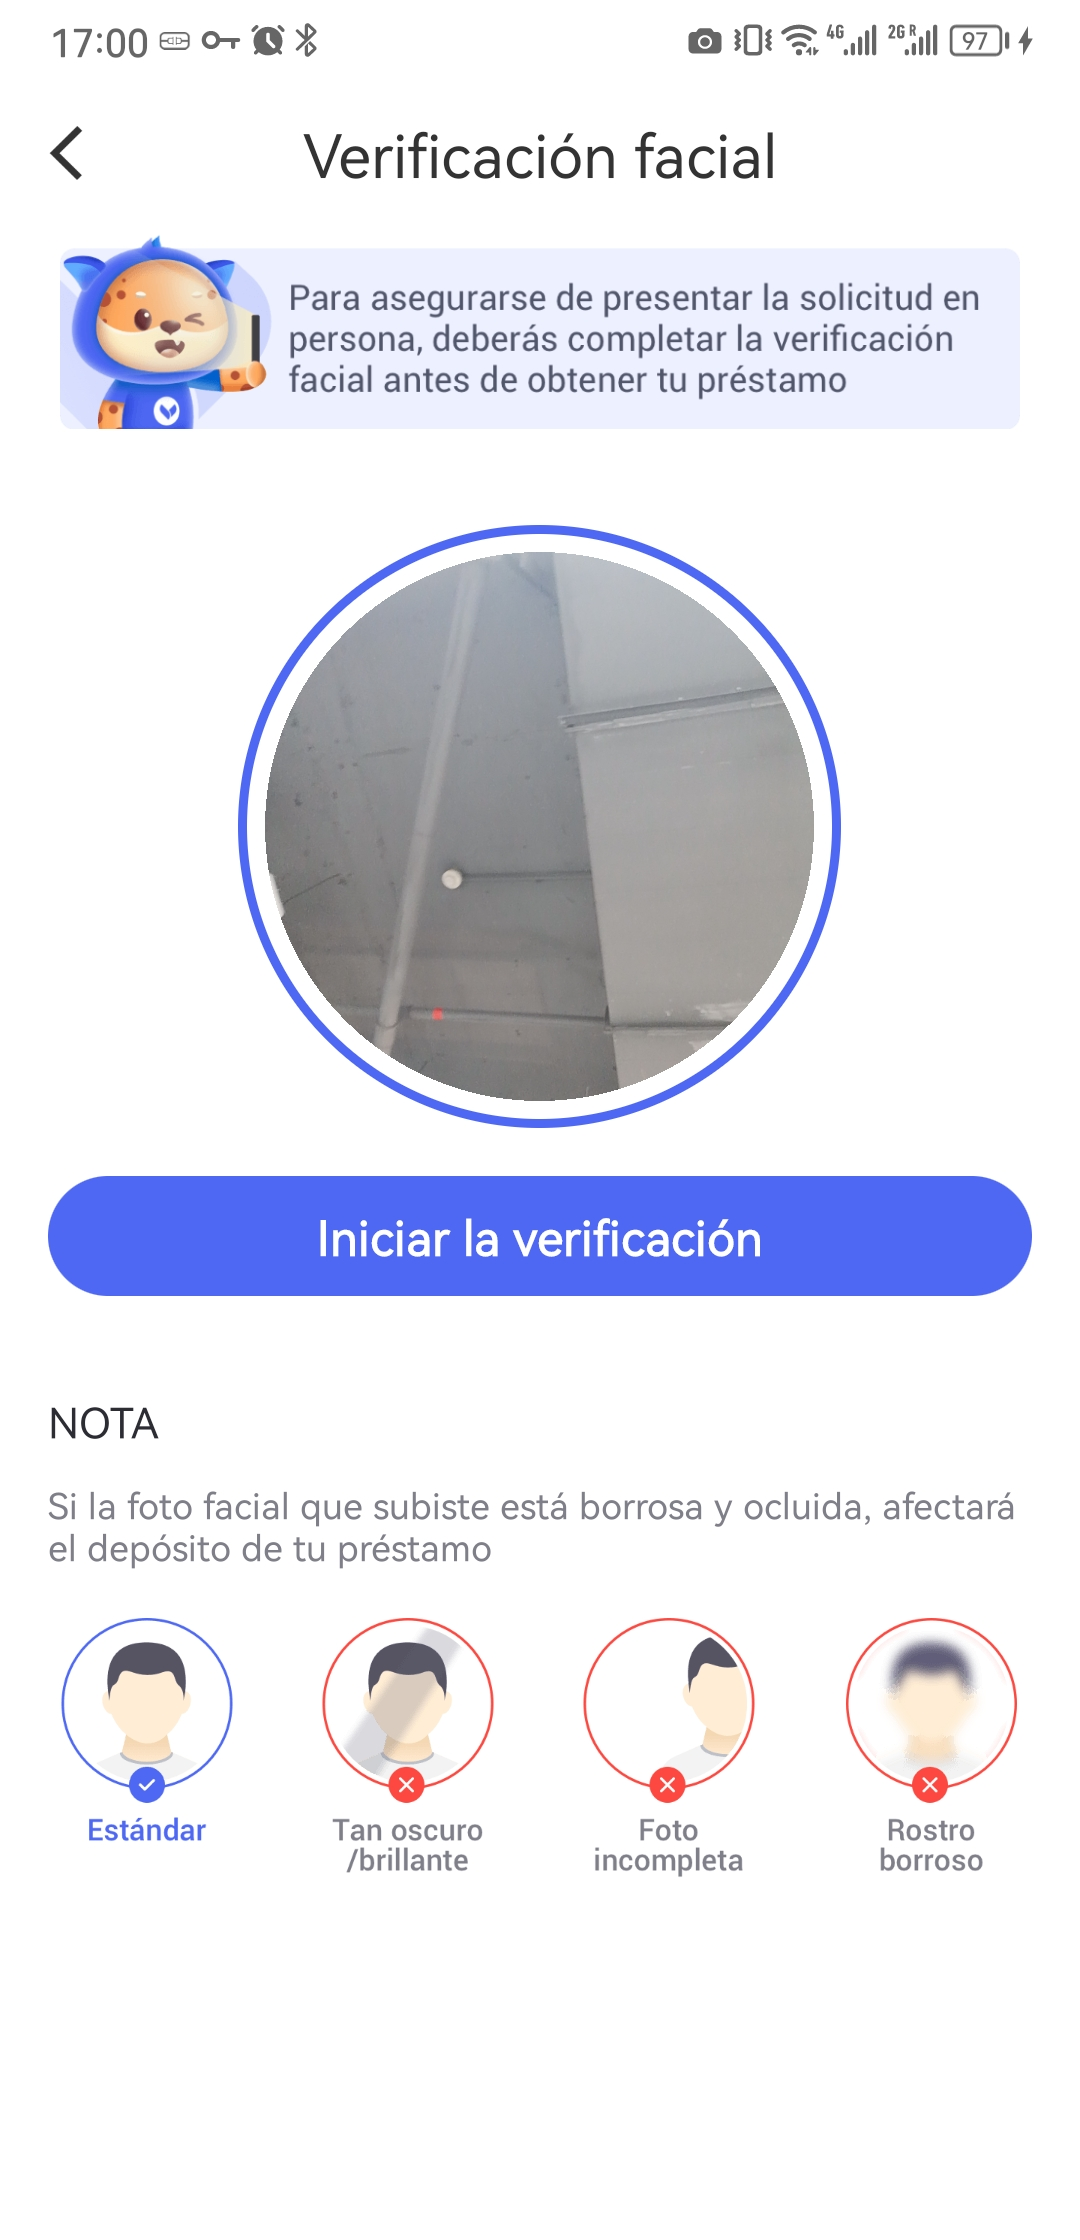 17:00
4G
2G R
97
Verificación facial
Para asegurarse de presentar la solicitud en
persona, deberás completar la verificación
facial antes de obtener tu préstamo
Iniciar la verificación
NOTA
Si la foto facial que subiste está borrosa y ocluida, afectará
el depósito de tu préstamo
Estándar
Tan oscuro
/brillante
Foto
incompleta
Rostro
borroso